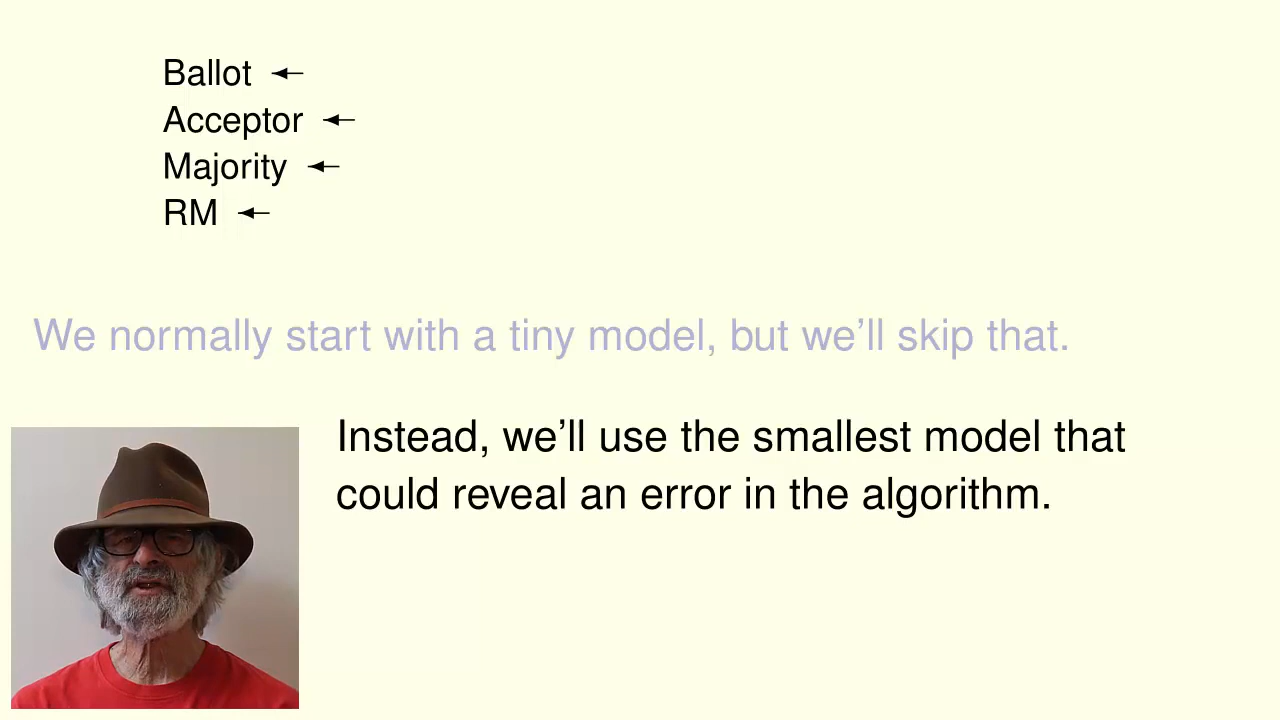 Ballot ←
Acceptor ←
Majority ←
RM ←
We normally start with a tiny model, but we’ll skip that.
Instead, we’ll use the smallest model that
could reveal an error in the algorithm.